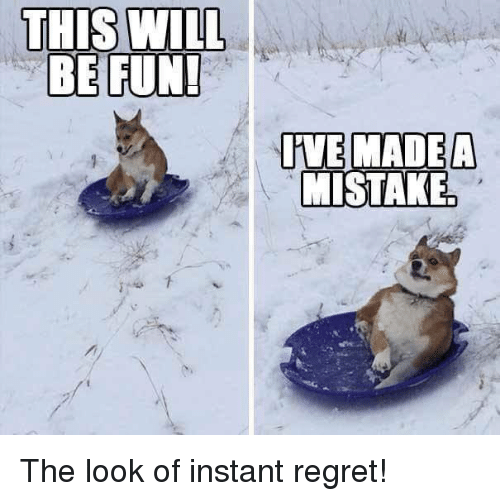 THIS WILL
BE FUN!
I'VE MADE A
MISTAKE.
The look of instant regret!